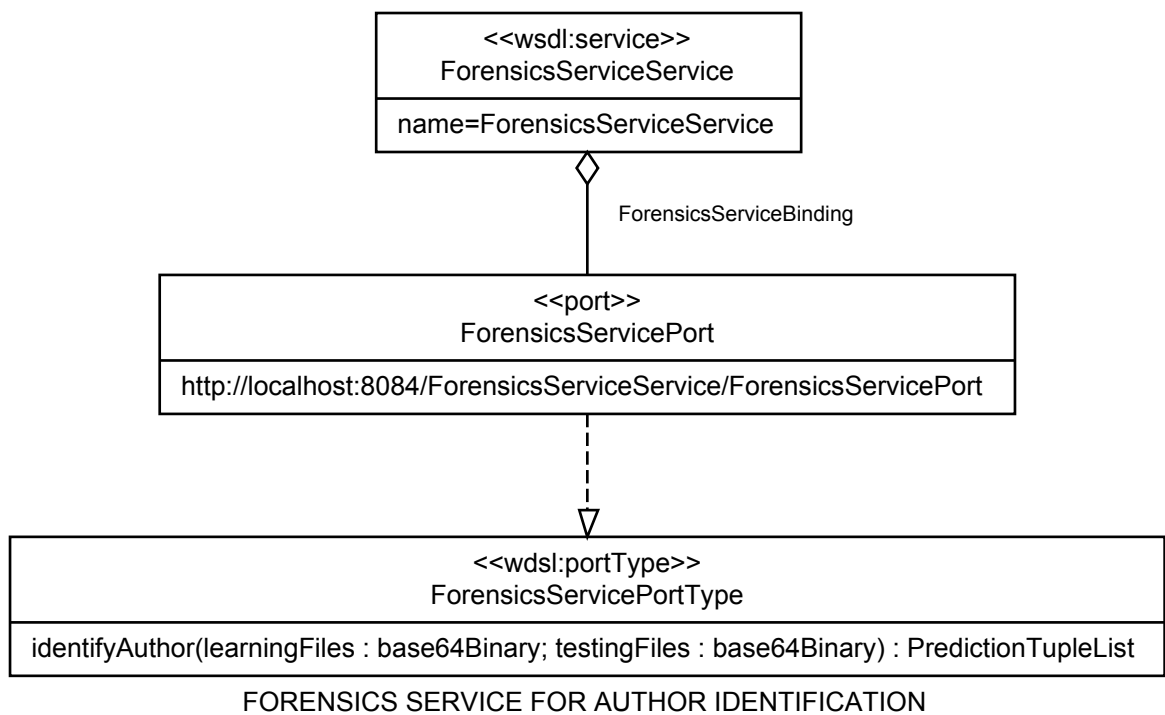 <<wsdl:service>>
ForensicsServiceService
name=ForensicsServiceService
ForensicsServiceBinding
<<port>>
ForensicsServicePort
http://localhost:8084/ForensicsServiceService/ForensicsServicePort
<<wdsl:portType>>
ForensicsServicePortType
identifyAuthor(learningFiles : base64Binary; testingFiles : base64Binary) : PredictionTupleList
FORENSICS SERVICE FOR AUTHOR IDENTIFICATION